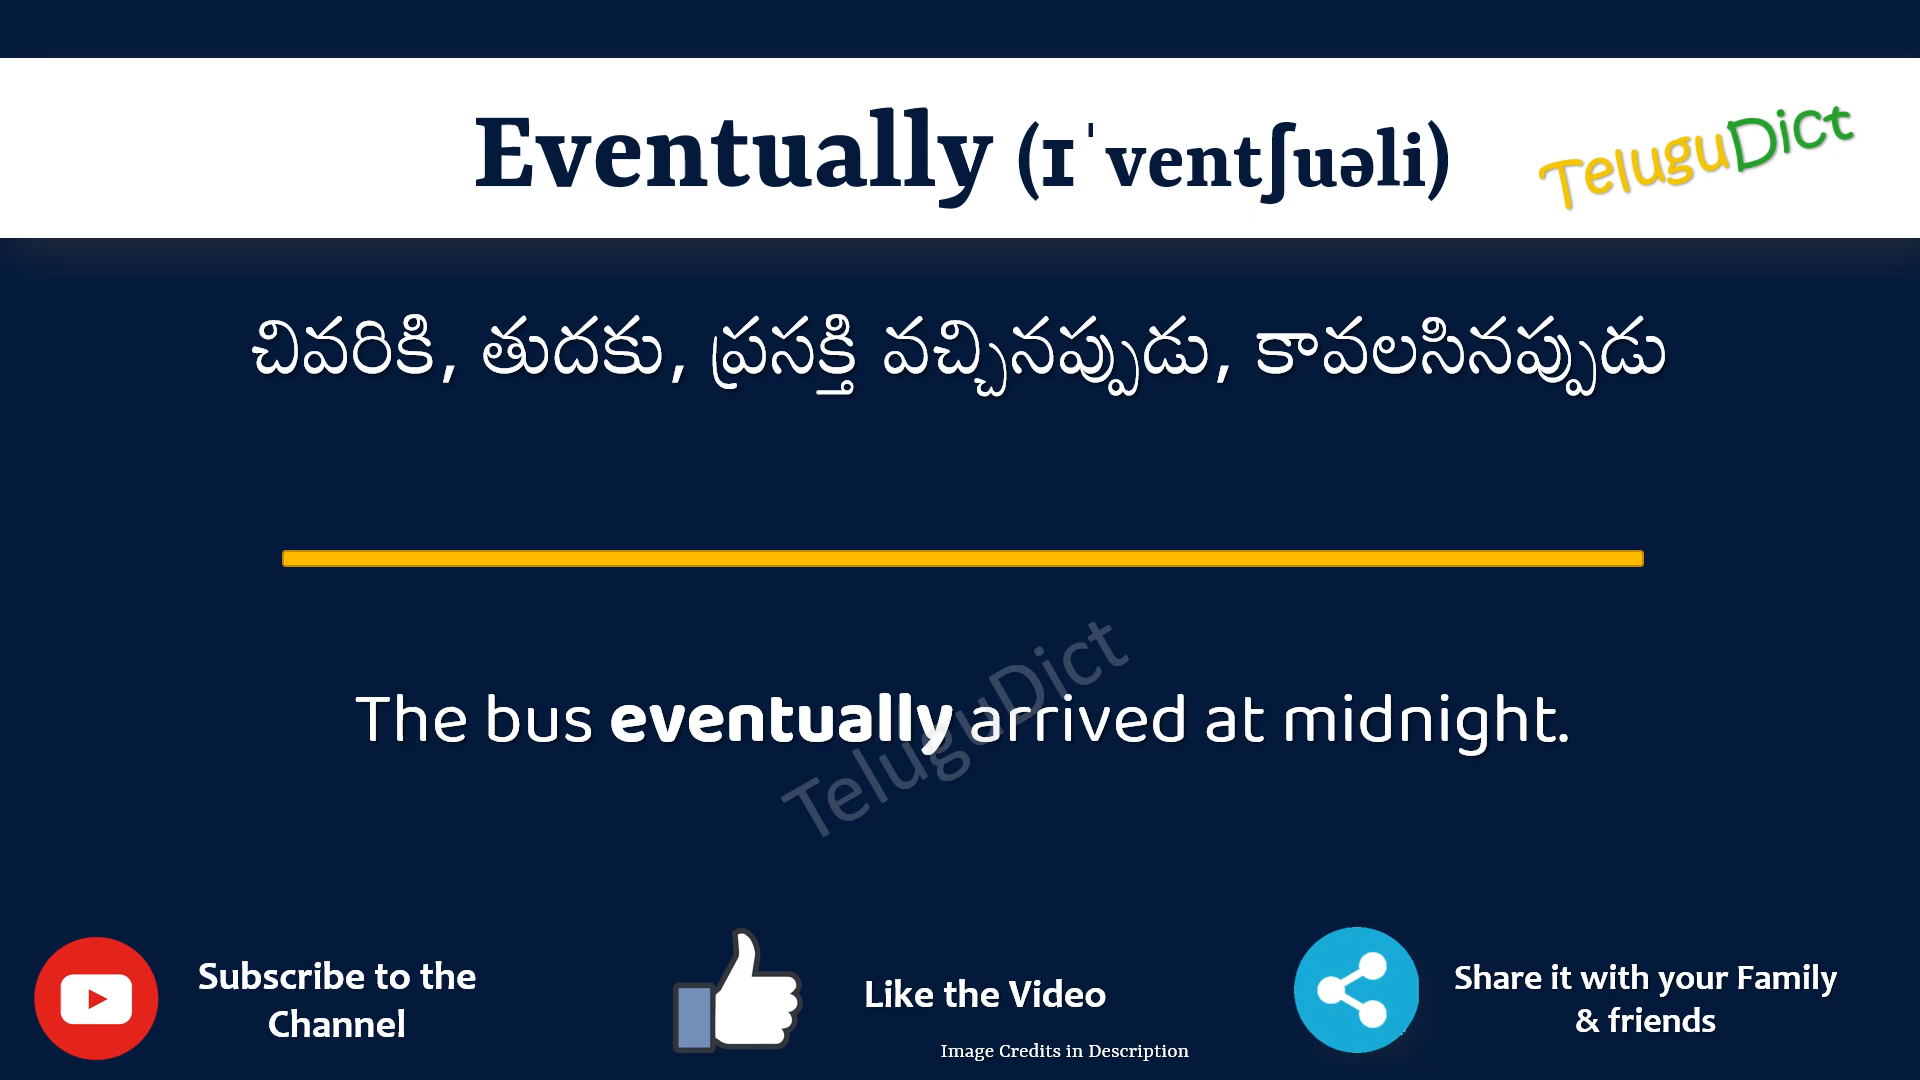 Eventually (ɪˈventʃuəli)
TeluguDict
చివరికి, తుదకు, ప్రసక్తి వచ్చినప్పుడు, కావలసినప్పుడు
The bus eventually arrived at midnight.
TeluguDict
Subscribe to the
Channel
Like the Video
Share it with your Family
& friends
Image Credits in Description